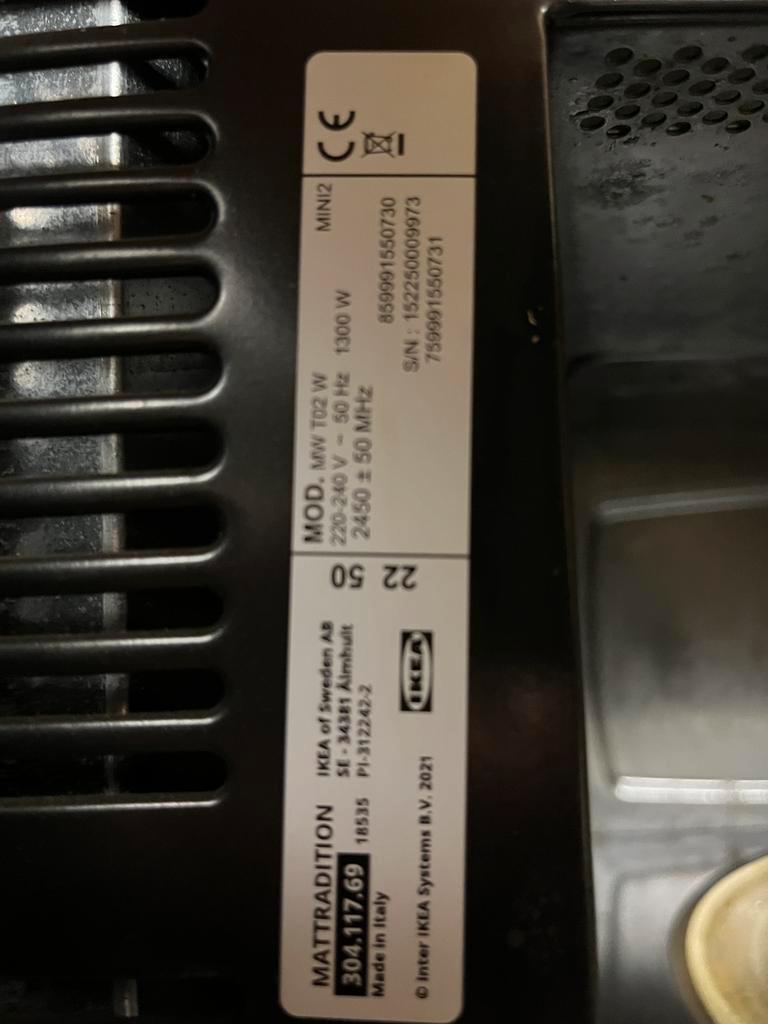 MATTRADITION
304.117.69
18535
Made in Italy
IKEA of Sweden AB
SE - 34381 Älmhult
PI-312242-2
© Inter IKEA Systems B.V. 2021
IKEA
22 50
MOD. MW T02 W
MINI2
220-240 V ~ 50 Hz 1300 W
2450 ± 50 MHz
859991550730
S/N : 152250009973
759991550731
CE